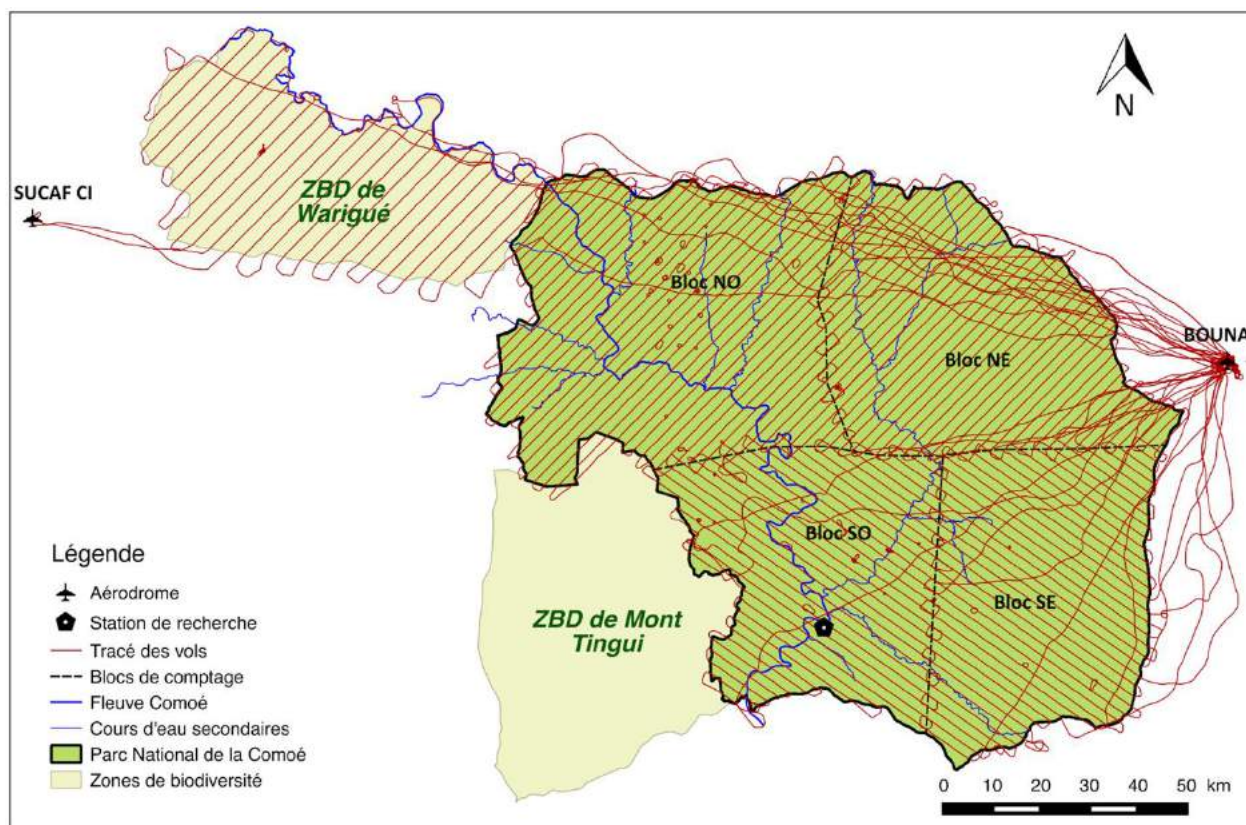 N
SUCAF CI
ZBD de
Warigué
Bloc NO
BOUNA
Bloc NE
Bloc SO
ZBD de Mont
Tingui
Bloc SE
Légende
Aérodrome
Station de recherche
Tracé des vols
Blocs de comptage
Fleuve Comoé
Cours d'eau secondaires
Parc National de la Comoé
Zones de biodiversité
0 10 20 30 40 50 km